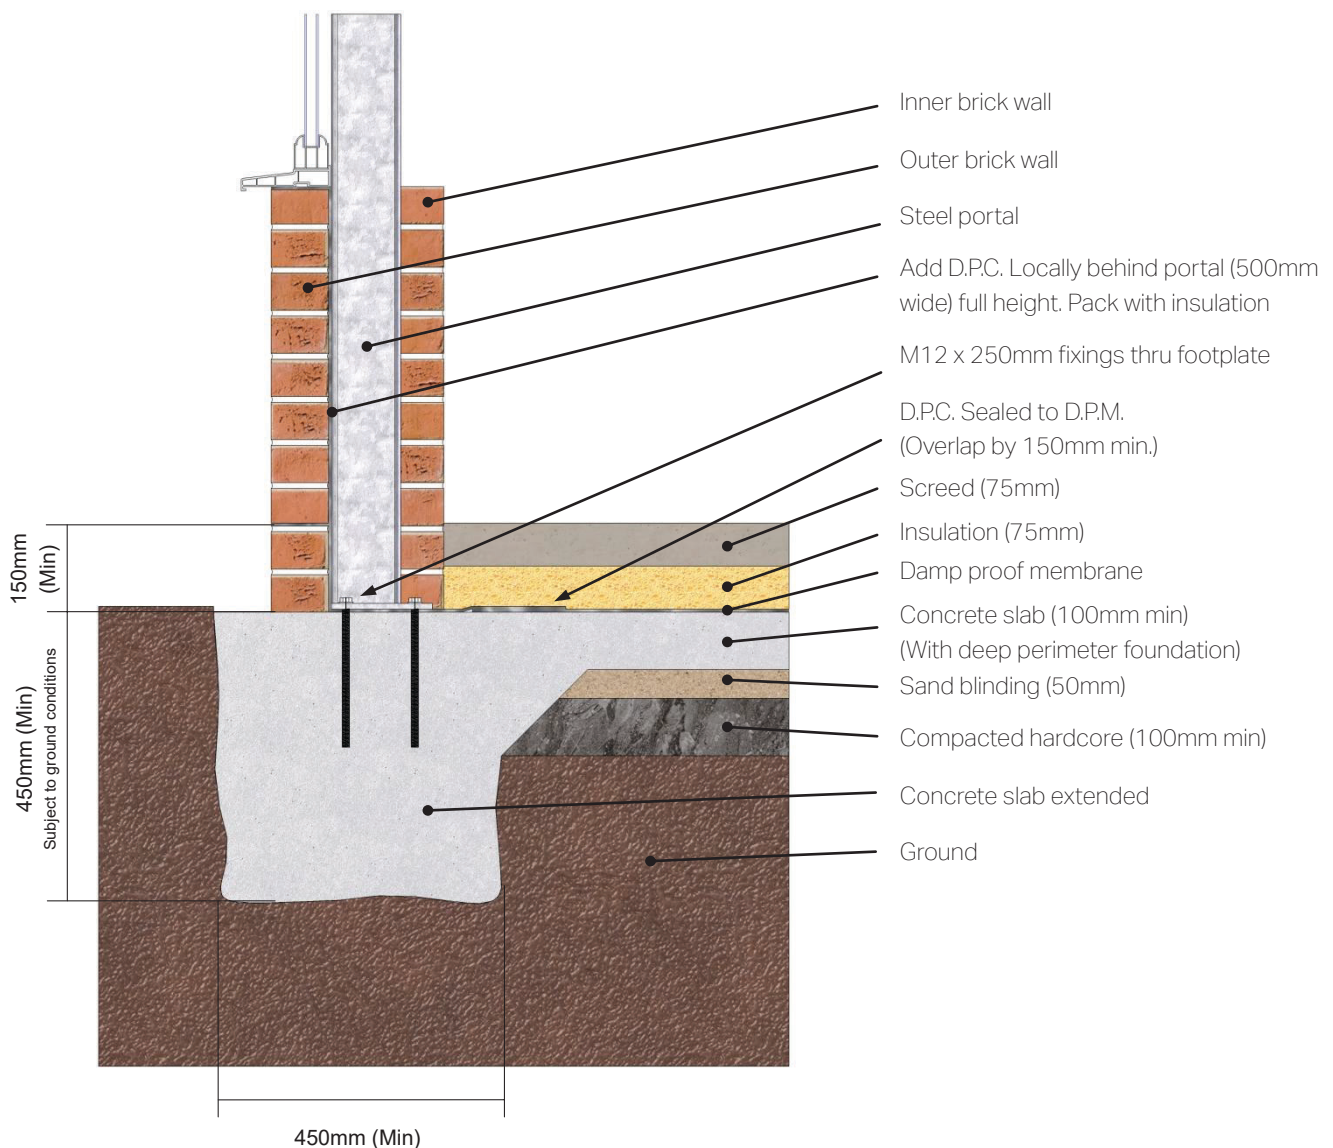 Inner brick wall
Outer brick wall
Steel portal
Add D.P.C. Locally behind portal (500mm
wide) full height. Pack with insulation
M12 x 250mm fixings thru footplate
D.P.C. Sealed to D.P.M.
(Overlap by 150mm min.)
Screed (75mm)
Insulation (75mm)
Damp proof membrane
Concrete slab (100mm min)
(With deep perimeter foundation)
Sand blinding (50mm)
Compacted hardcore (100mm min)
Concrete slab extended
Ground
150mm
(Min)
450mm (Min)
Subject to ground conditions
450mm (Min)